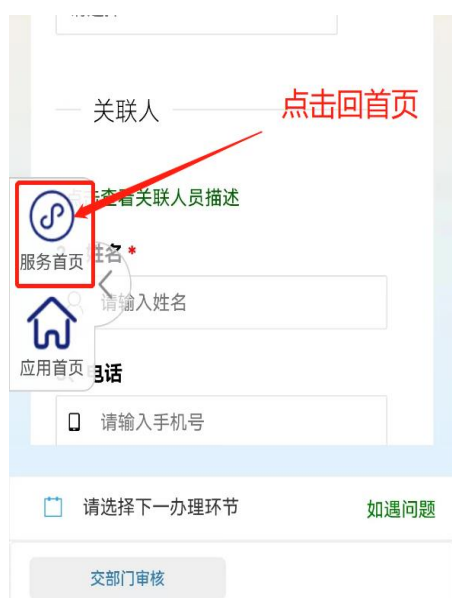 关联人
点击回首页
查看关联人员描述
服务首页
姓名 *
请输入姓名
应用首页
电话
请输入手机号
请选择下一办理环节
如遇问题
交部门审核